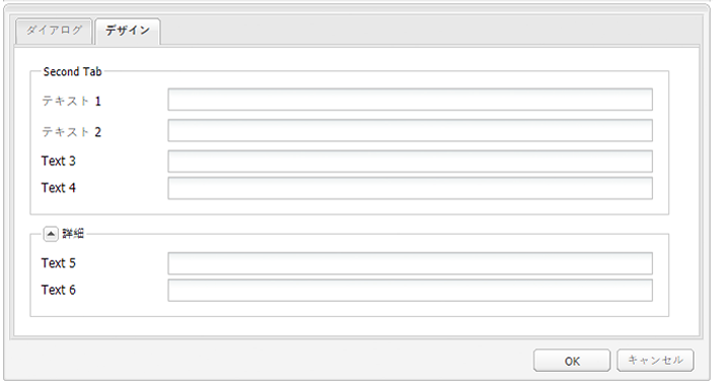 ダイアログ デザイン
Second Tab
テキスト 1
テキスト 2
Text 3
Text 4
詳細
Text 5
Text 6
OK キャンセル